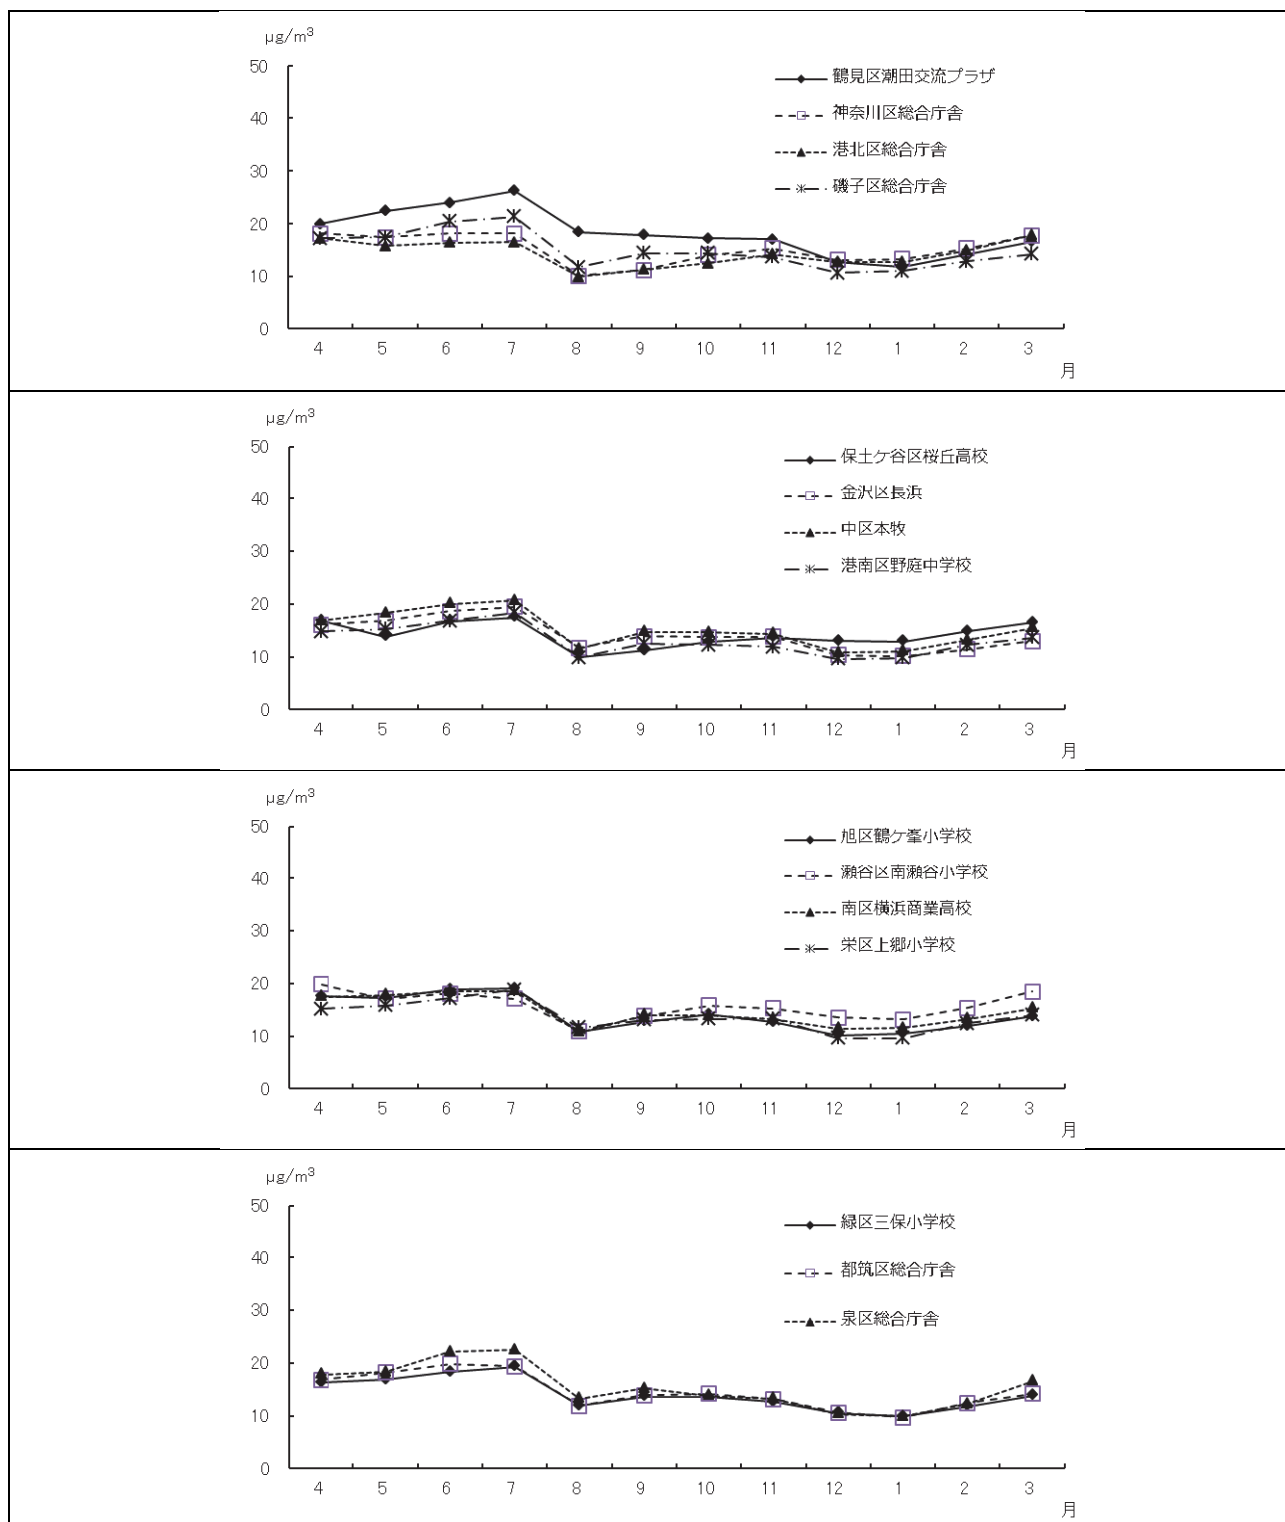 µg/m³
50
40
30
20
10
0
鶴見区潮田交流プラザ
神奈川区総合庁舎
港北区総合庁舎
磯子区総合庁舎
4 5 6 7 8 9 10 11 12 1 2 3
月
µg/m³
50
40
30
20
10
0
保土ケ谷区桜丘高校
金沢区長浜
中区本牧
港南区野庭中学校
4 5 6 7 8 9 10 11 12 1 2 3
月
µg/m³
50
40
30
20
10
0
旭区鶴ケ峯小学校
瀬谷区南瀬谷小学校
南区横浜商業高校
栄区上郷小学校
4 5 6 7 8 9 10 11 12 1 2 3
月
µg/m³
50
40
30
20
10
0
緑区三保小学校
都筑区総合庁舎
泉区総合庁舎
4 5 6 7 8 9 10 11 12 1 2 3
月